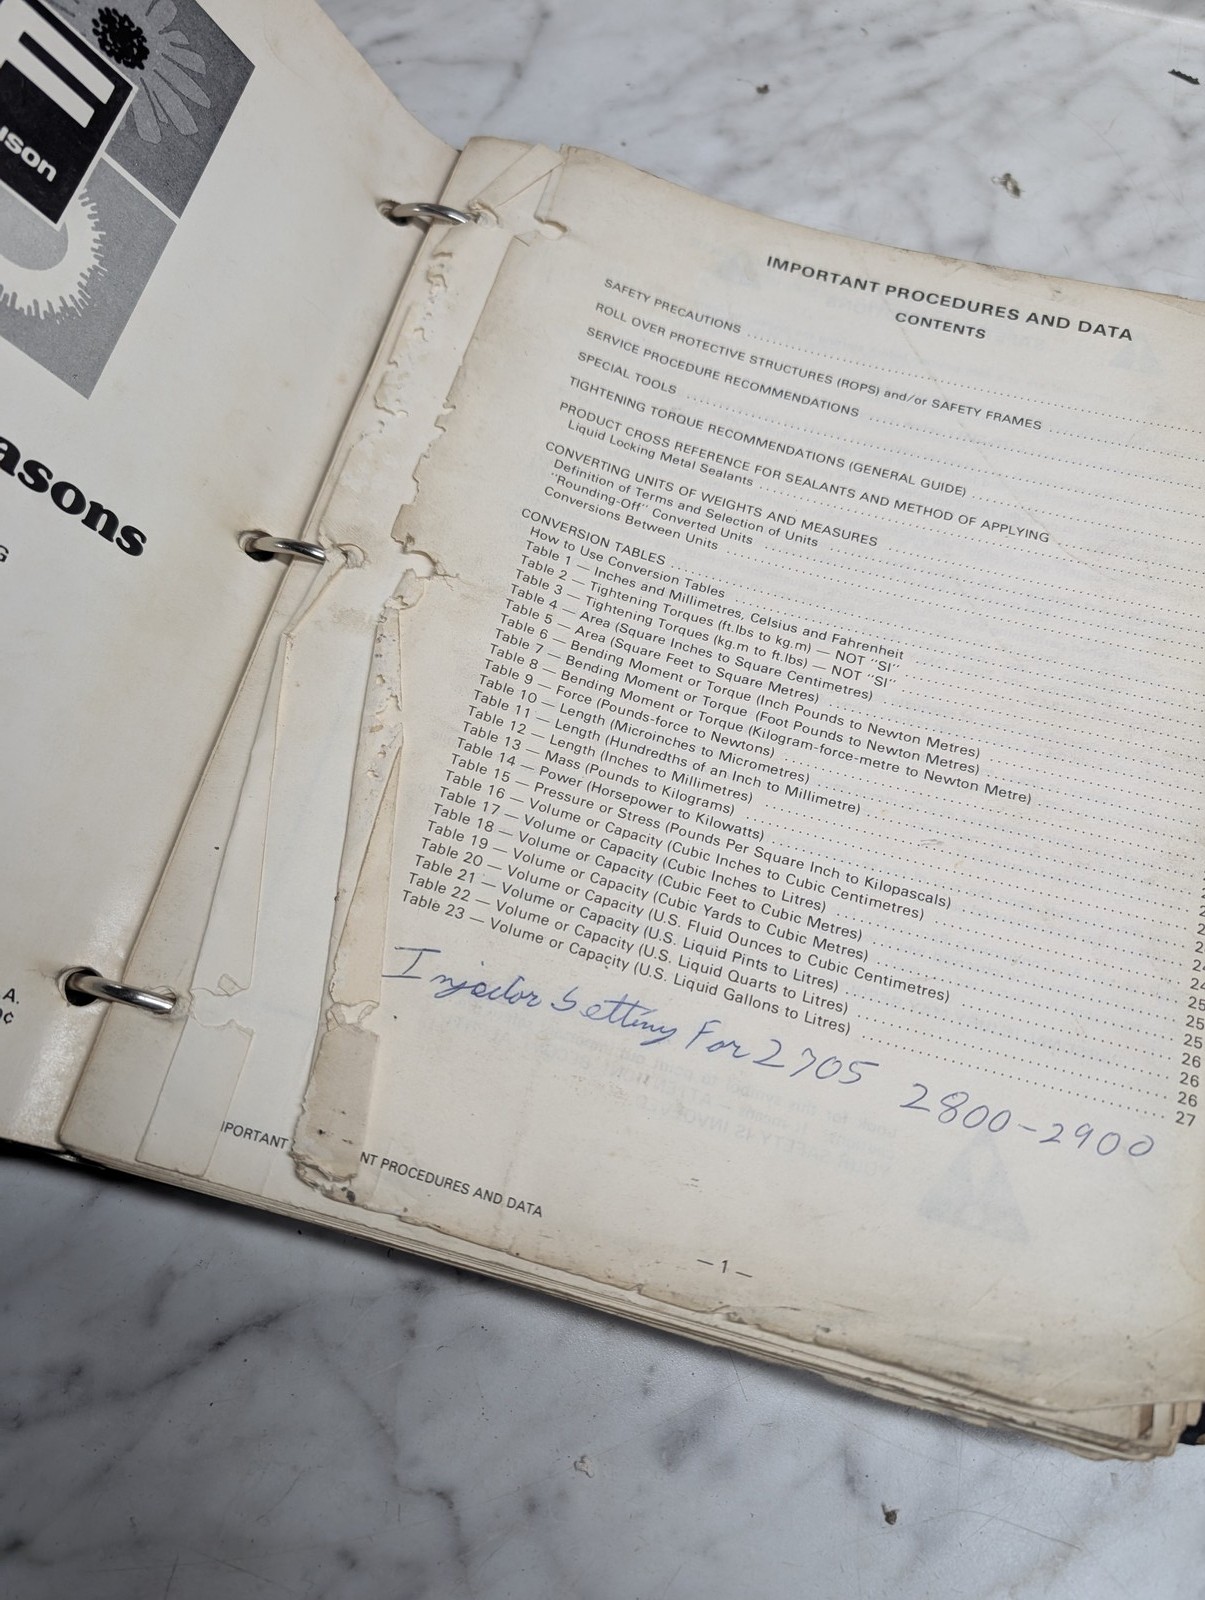 ison
asons
G
A.
IMPORTANT PROCEDURES AND DATA
CONTENTS
SAFETY PRECAUTIONS
ROLL OVER PROTECTIVE STRUCTURES (ROPS) and/or SAFETY FRAMES
SERVICE PROCEDURE RECOMMENDATIONS
SPECIAL TOOLS
TIGHTENING TORQUE RECOMMENDATIONS (GENERAL GUIDE)
PRODUCT CROSS REFERENCE FOR SEALANTS AND METHOD OF APPLYING
Liquid Locking Metal Sealants
CONVERTING UNITS OF WEIGHTS AND MEASURES
Definition of Terms and Selection of Units
"Rounding-Off" Converted Units
Conversions Between Units
CONVERSION TABLES
How to Use Conversion Tables
Table 1 — Inches and Millimetres, Celsius and Fahrenheit
Table 2 — Tightening Torques (ft.lbs to kg.m) — NOT "SI"
Table 3 — Tightening Torques (kg.m to ft.lbs) — NOT "SI"
Table 4 — Area (Square Inches to Square Centimetres)
Table 5 — Area (Square Feet to Square Metres)
Table 6 — Bending Moment or Torque (Inch Pounds to Newton Metres)
Table 7 — Bending Moment or Torque (Foot Pounds to Newton Metres)
Table 8 — Bending Moment or Torque (Kilogram-force-metre to Newton Metre)
Table 9 — Force (Pounds-force to Newtons)
Table 10 — Length (Microinches to Micrometres)
Table 11 — Length (Hundredths of an Inch to Millimetre)
Table 12 — Length (Inches to Millimetres)
Table 13 — Mass (Pounds to Kilograms)
Table 14 — Power (Horsepower to Kilowatts)
Table 15 — Pressure or Stress (Pounds Per Square Inch to Kilopascals)
Table 16 — Volume or Capacity (Cubic Inches to Cubic Centimetres)
Table 17 — Volume or Capacity (Cubic Inches to Litres)
Table 18 — Volume or Capacity (Cubic Feet to Cubic Metres)
Table 19 — Volume or Capacity (Cubic Yards to Cubic Metres)
Table 20 — Volume or Capacity (U.S. Fluid Ounces to Cubic Centimetres) 25
Table 21 — Volume or Capacity (U.S. Liquid Pints to Litres) 26
Table 22 — Volume or Capacity (U.S. Liquid Quarts to Litres) 26
Table 23 — Volume or Capacity (U.S. Liquid Gallons to Litres) 27
Injector Setting For 2705 2800-2900
IPORTANT
NT PROCEDURES AND DATA
— 1 —